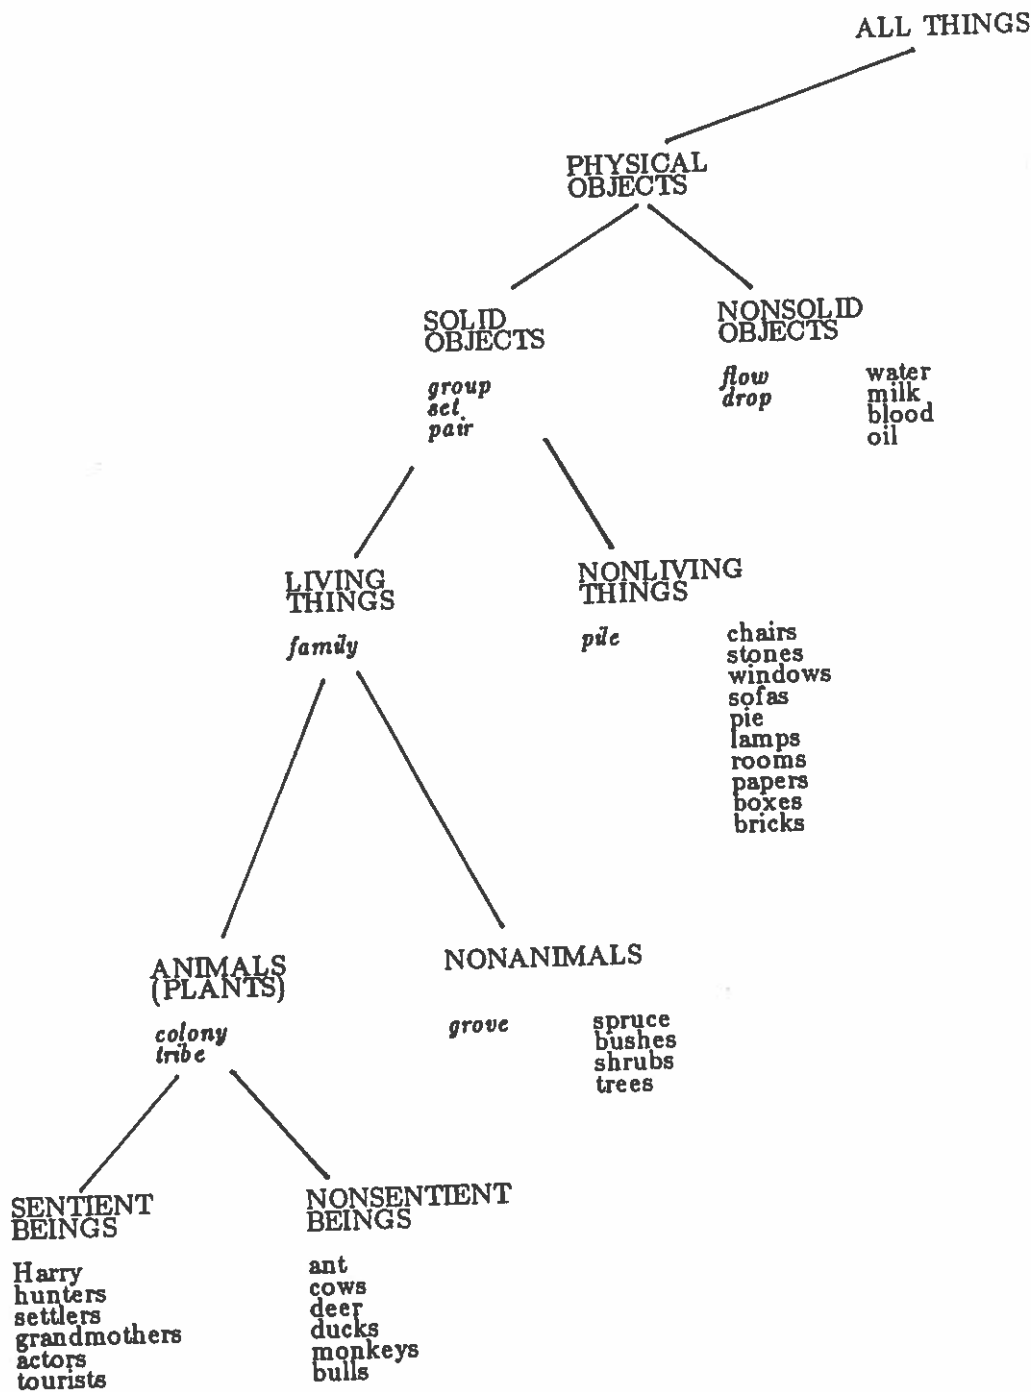 ALL THINGS
PHYSICAL
OBJECTS
SOLID
OBJECTS
group
set
pair
NONSOLID
OBJECTS
flow
drop
water
milk
blood
oil
LIVING
THINGS
family
NONLIVING
THINGS
pile
chairs
stones
windows
sofas
pie
lamps
rooms
papers
boxes
bricks
ANIMALS
(PLANTS)
colony
tribe
NONANIMALS
grove
spruce
bushes
shrubs
trees
SENTIENT
BEINGS
Harry
hunters
settlers
grandmothers
actors
tourists
NONSENTIENT
BEINGS
ant
cows
deer
ducks
monkeys
bulls